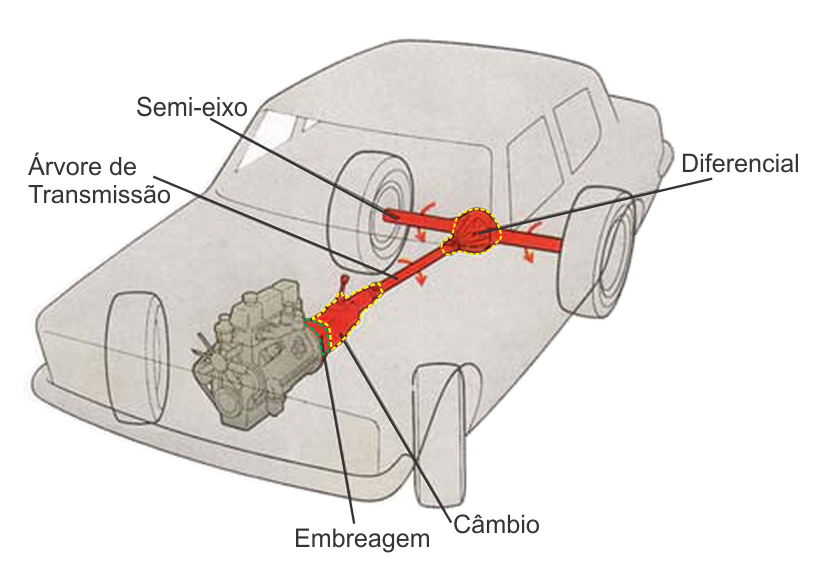 Semi-eixo
Árvore de
Transmissão
Diferencial
Câmbio
Embreagem